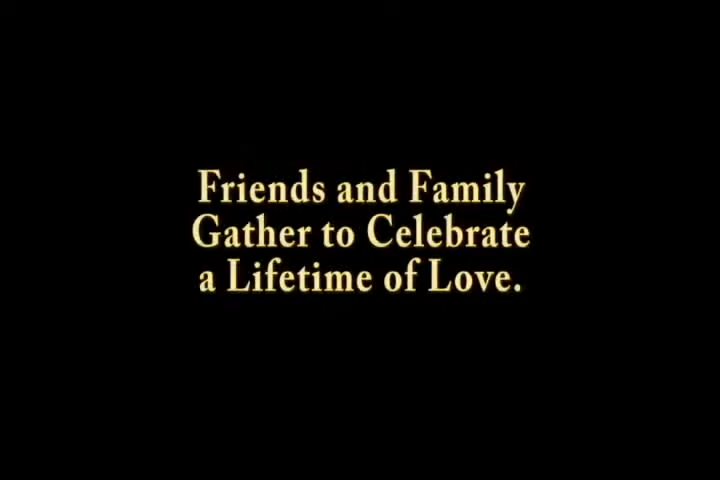 Friends and Family
Gather to Celebrate
a Lifetime of Love.